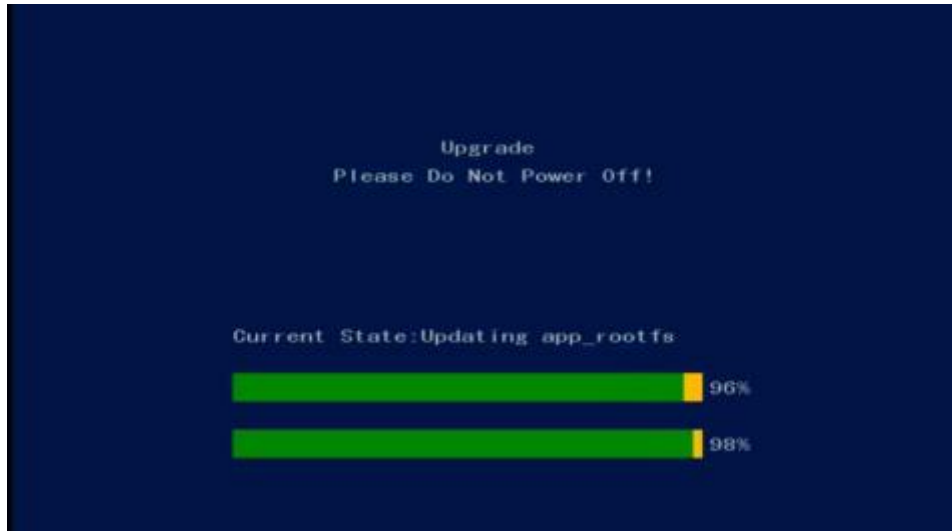 Upgrade
Please Do Not Power Off!
Current State:Updating app_rootfs
96%
98%